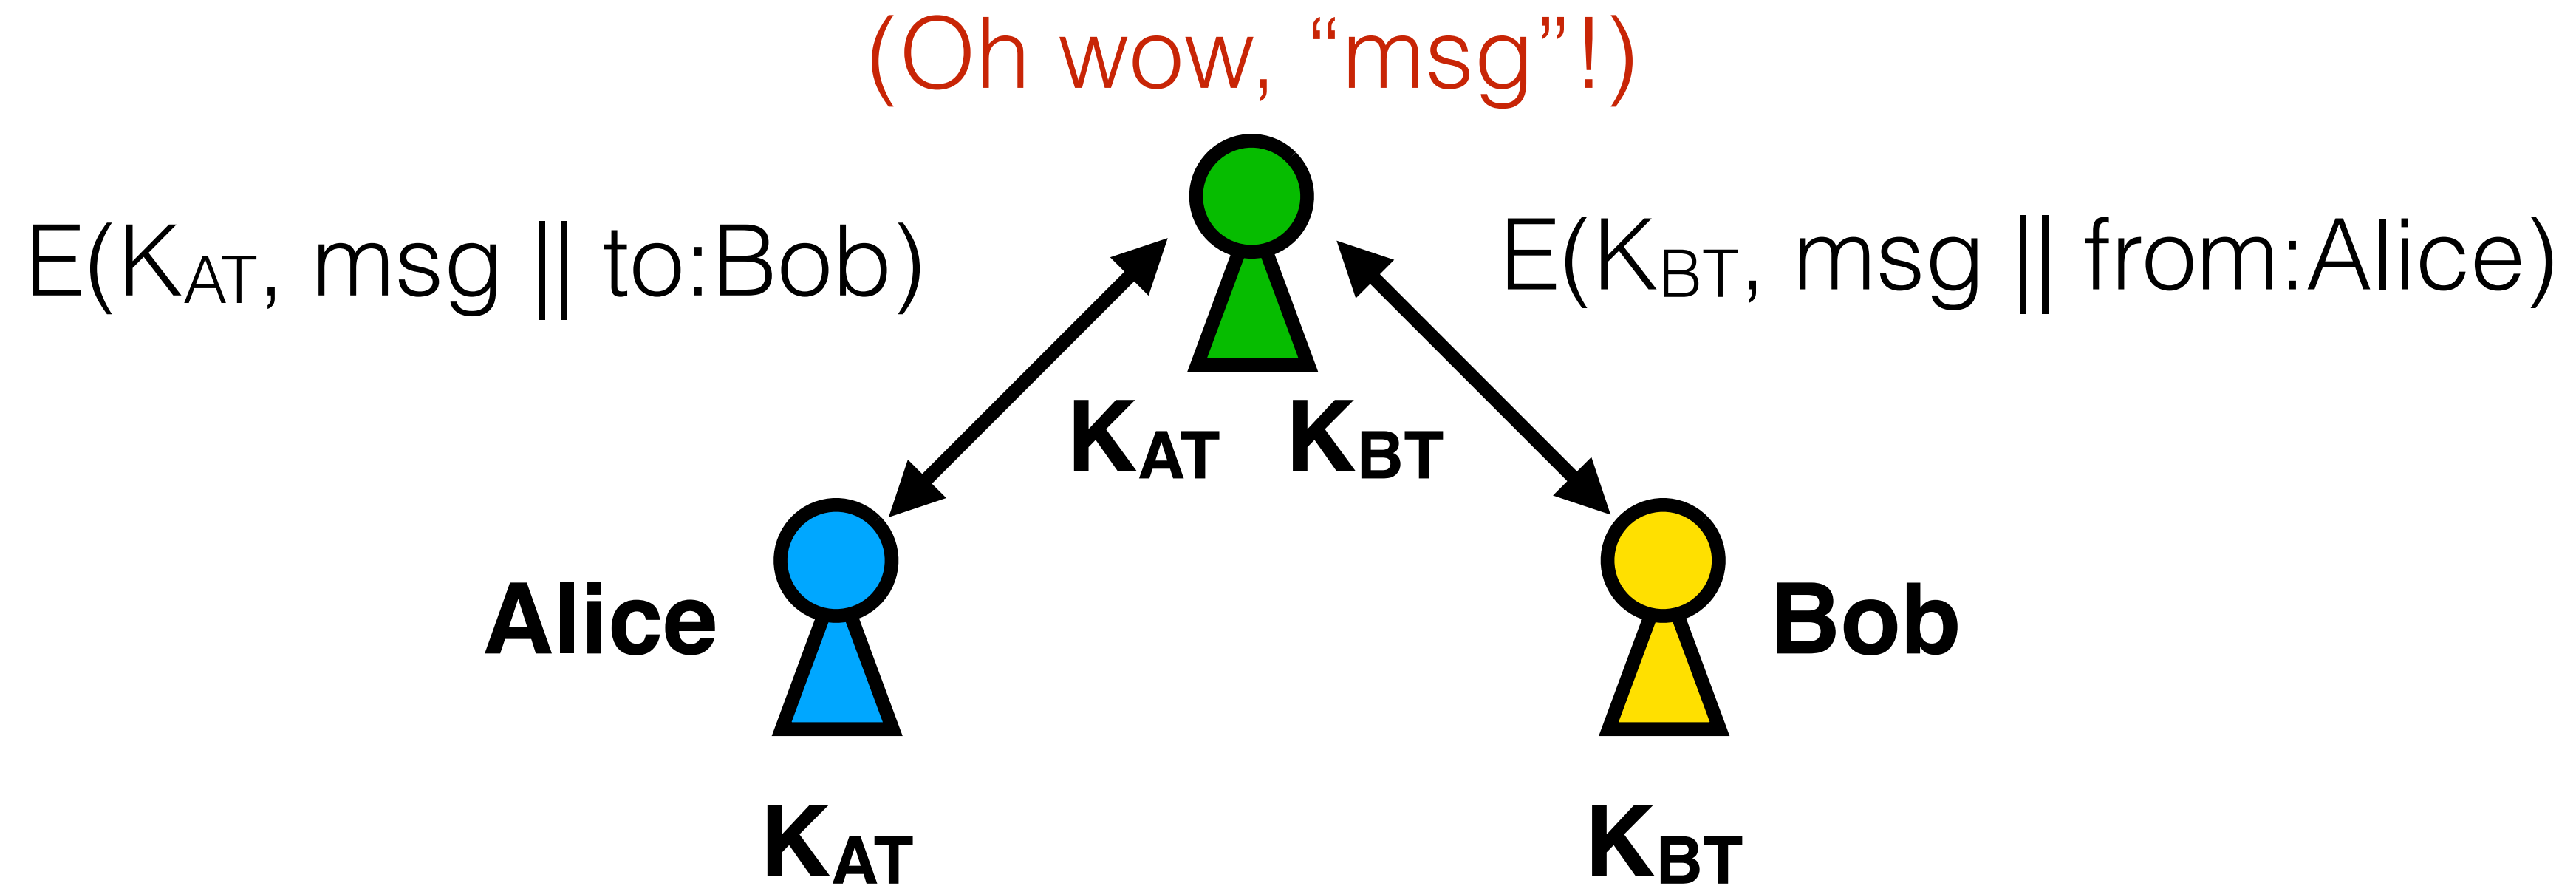 (Oh wow, “msg”!)
E(KAT, msg || to:Bob)
E(KBT, msg || from:Alice)
KAT
KBT
Alice
Bob
KAT
KBT